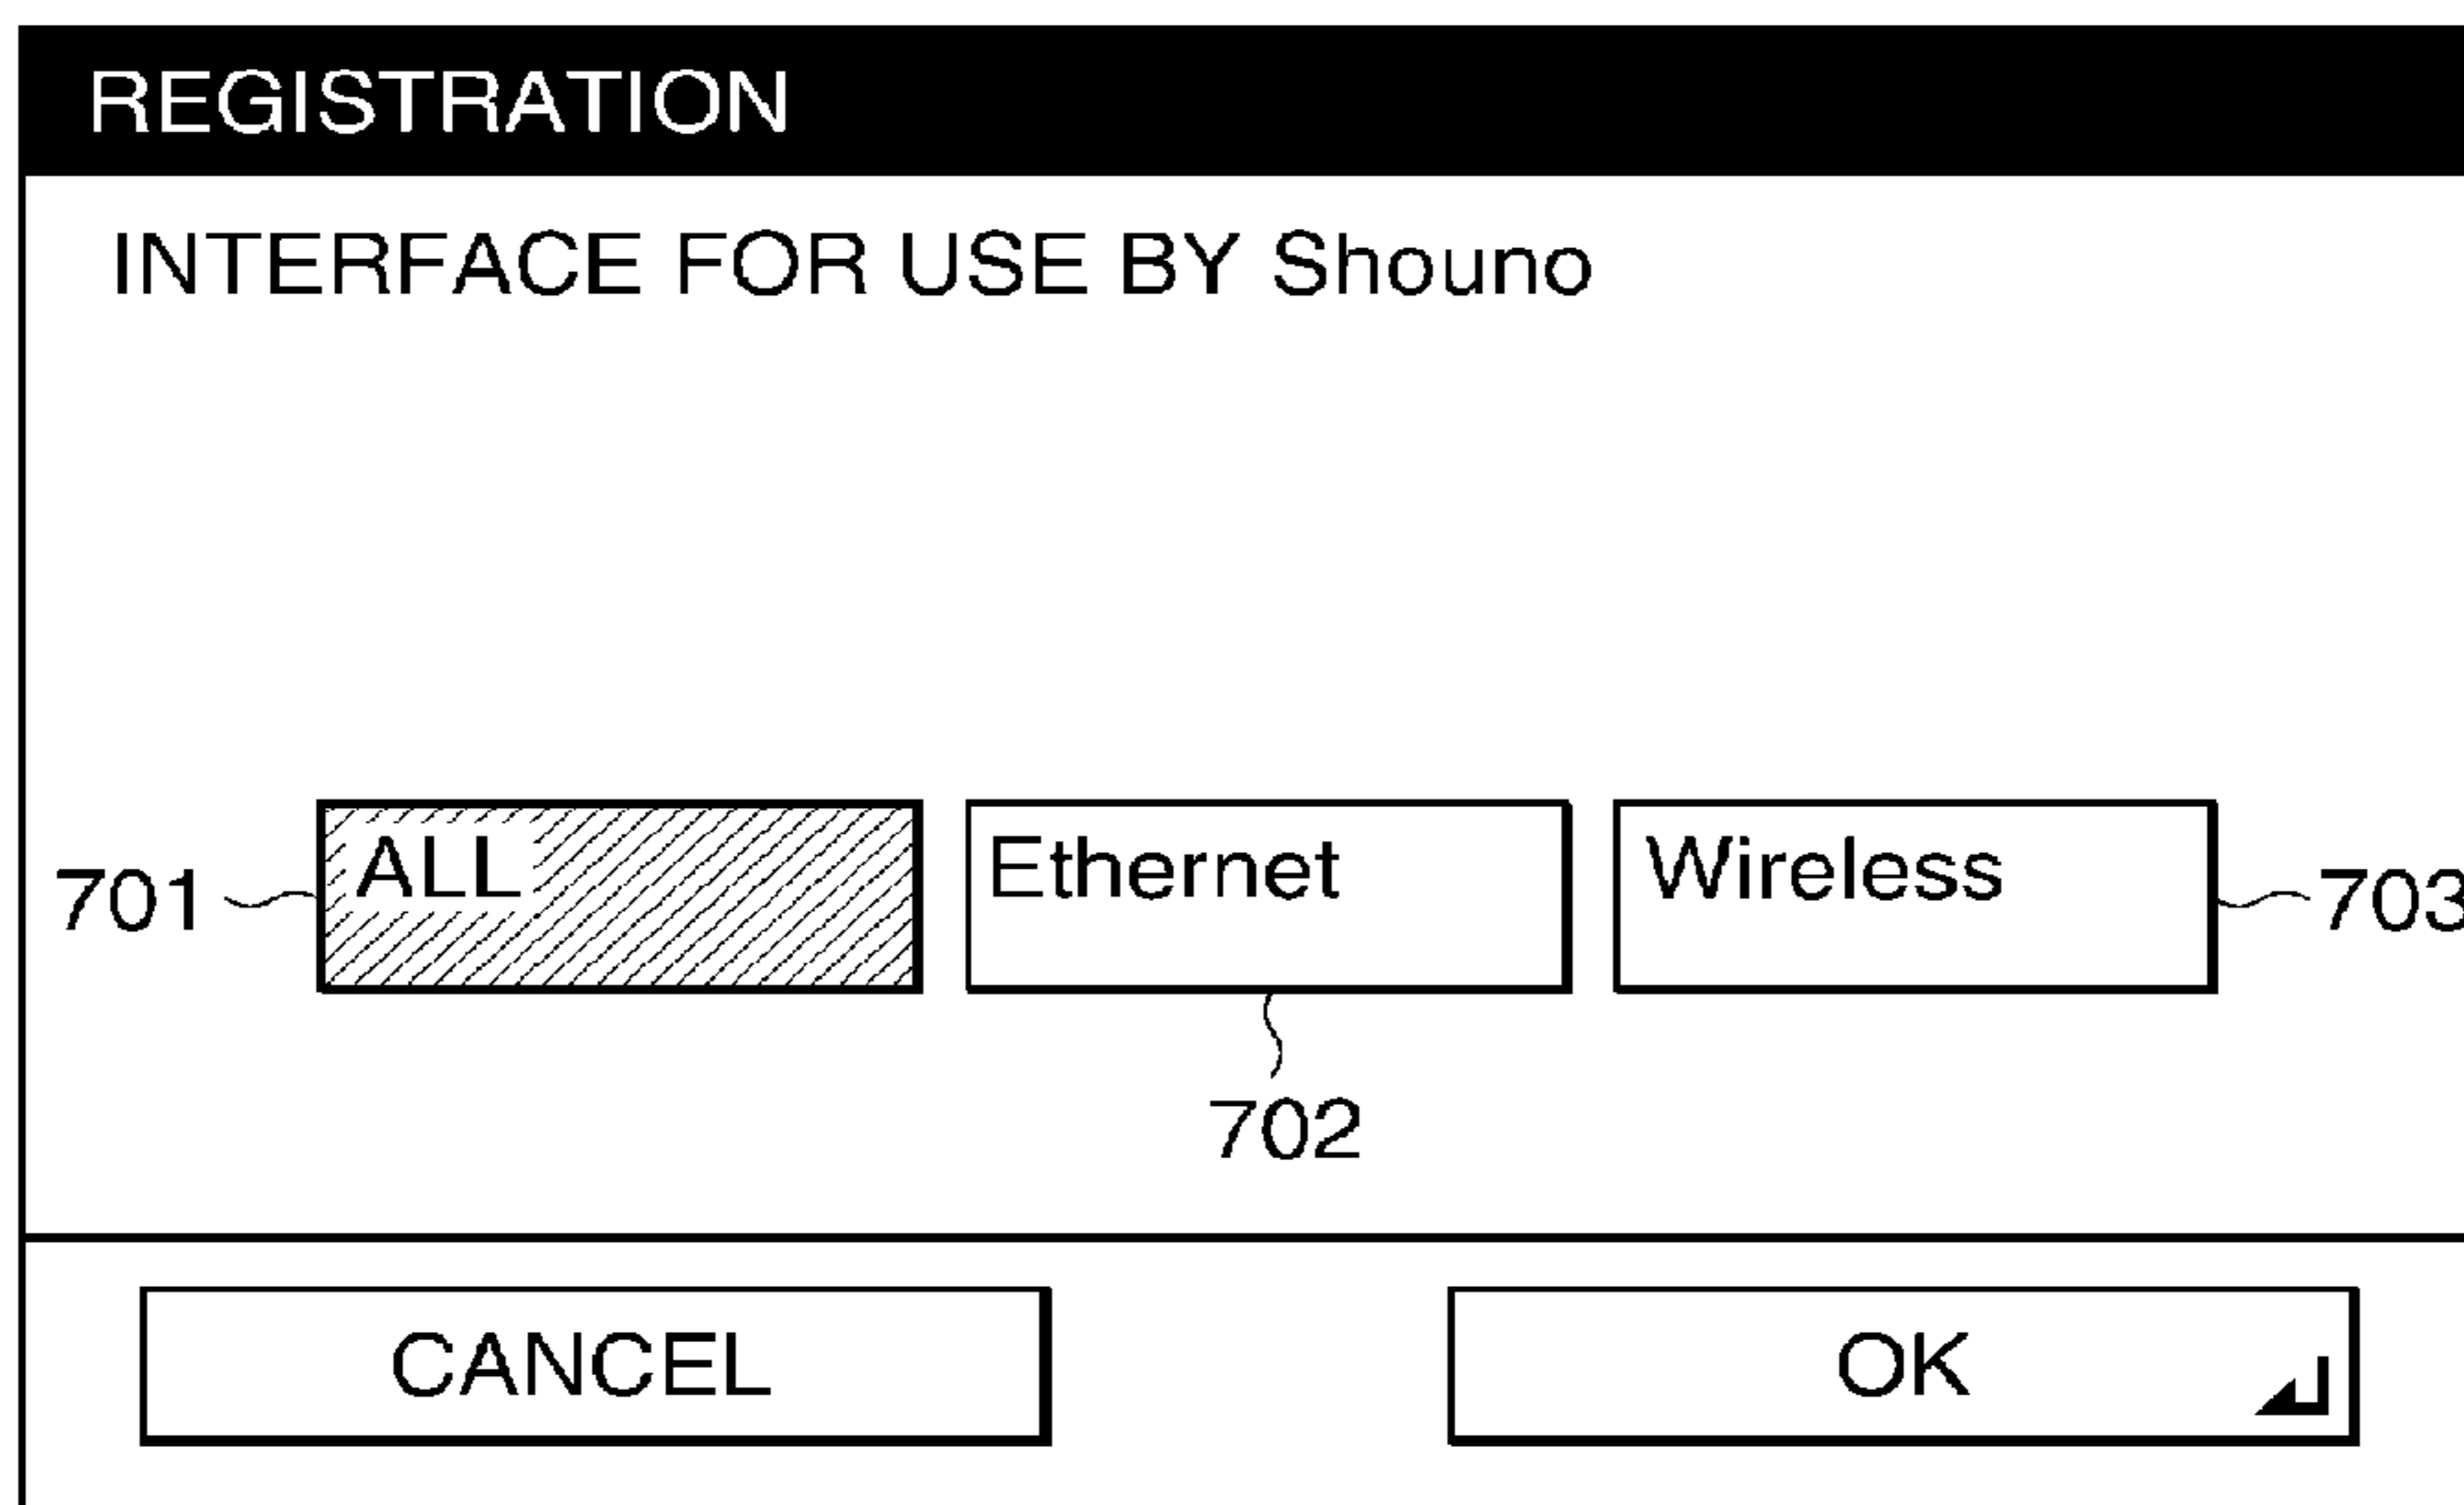 REGISTRATION
INTERFACE FOR USE BY Shouno
701 ALL Ethernet Wireless 703
702
CANCEL OK